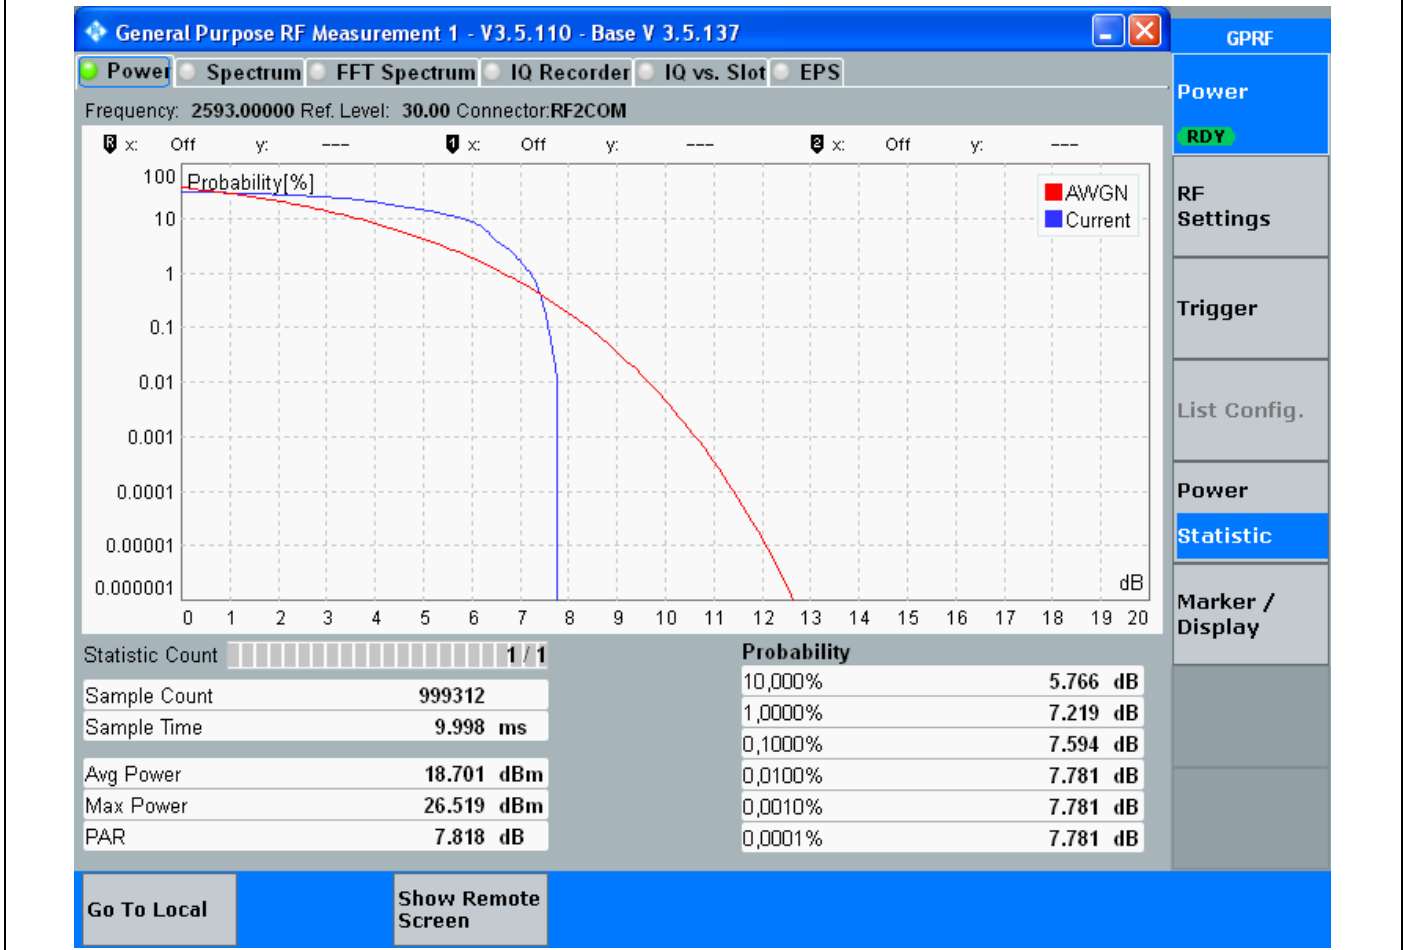 General Purpose RF Measurement 1 - V3.5.110 - Base V 3.5.137
GPRF
Power Spectrum FFT Spectrum IQ Recorder IQ vs. Slot EPS
Frequency: 2593.00000 Ref. Level: 30.00 Connector:RF2COM
R x: Off y: --- 1 x: Off y: --- 2 x: Off y: ---
Probability[%]
AWGN
Current
100
10
1
0.1
0.01
0.001
0.0001
0.00001
0.000001
dB
0 1 2 3 4 5 6 7 8 9 10 11 12 13 14 15 16 17 18 19 20
Statistic Count 1 / 1
Sample Count 999312
Sample Time 9.998 ms
Avg Power 18.701 dBm
Max Power 26.519 dBm
PAR 7.818 dB
Probability
10,000% 5.766 dB
1,0000% 7.219 dB
0,1000% 7.594 dB
0,0100% 7.781 dB
0,0010% 7.781 dB
0,0001% 7.781 dB
Power
RDY
RF
Settings
Trigger
List Config.
Power
Statistic
Marker /
Display
Go To Local
Show Remote
Screen